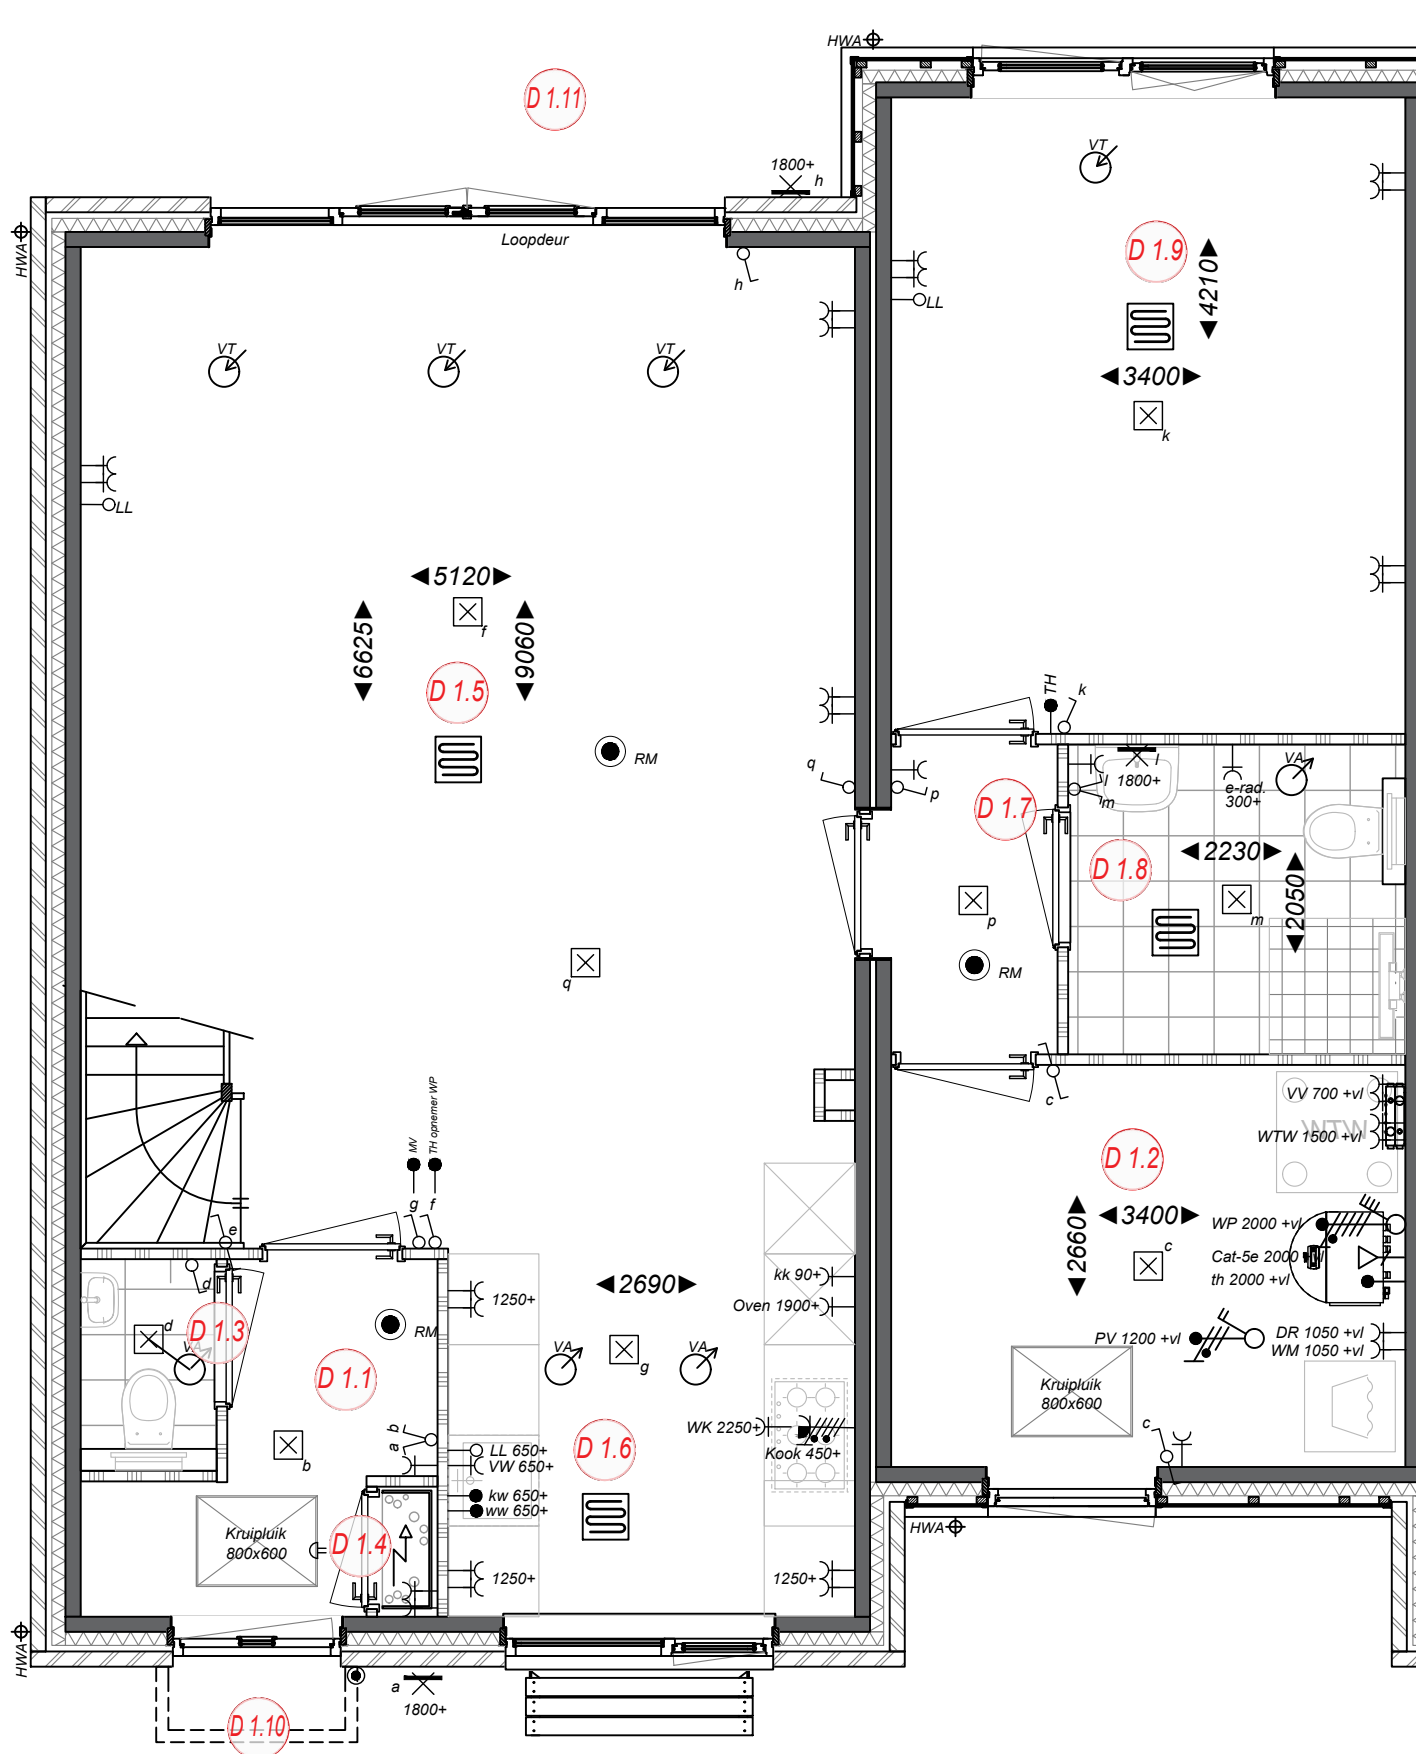 HWA
D 1.11
VT
1800+
h
D 1.9
4210
HWA
Loopdeur
h
LL
VT
VT
VT
3400
k
LL
5120
f
6625
9060
D 1.5
RM
TH
k
q
p
D 1.7
l
m
l
1800+
e-rad.
300+
VA
D 1.8
2230
2050
m
p
RM
q
MV
TH opnemer WP
g
f
e
c
VV 700 +vl
WTW
WTW 1500 +vl
D 1.2
3400
2660
c
WP 2000 +vl
Cat-5e 2000 +vl
th 2000 +vl
d
d
D 1.3
VA
RM
D 1.1
1250+
2690
kk 90+
Oven 1900+
VA
g
VA
PV 1200 +vl
DR 1050 +vl
WM 1050 +vl
Kruipluik
800x600
b
a
b
LL 650+
VW 650+
D 1.6
WK 2250+
Kook 450+
c
kw 650+
ww 650+
Kruipluik
800x600
D 1.4
1250+
1250+
HWA
HWA
a
1800+
D 1.10